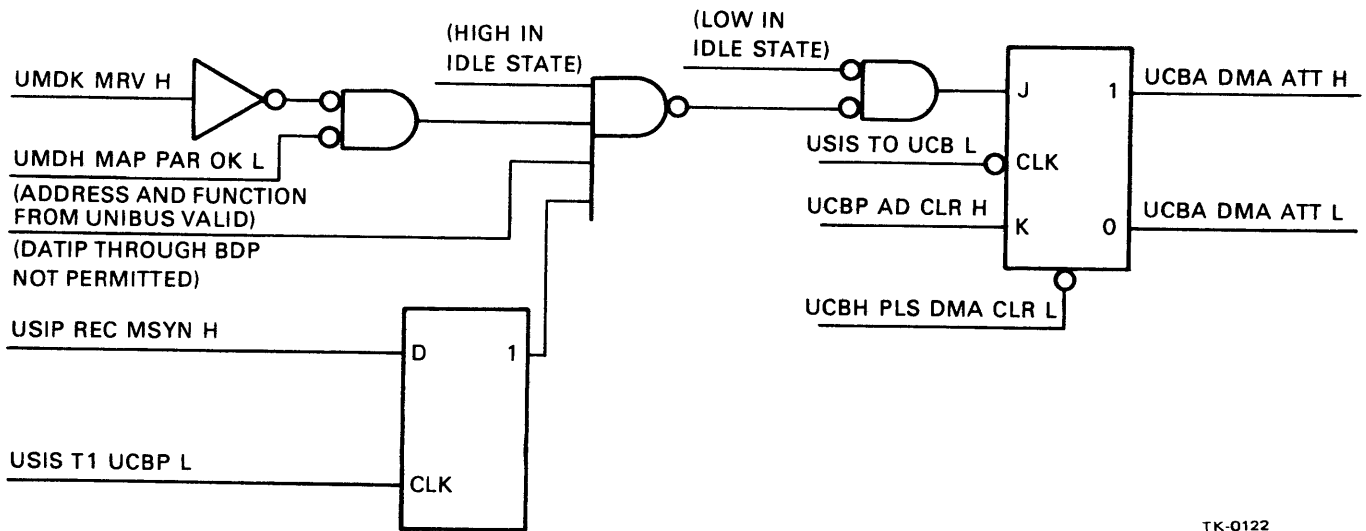 (HIGH IN
IDLE STATE)
(LOW IN
IDLE STATE)
UMDK MRV H
UMDH MAP PAR OK L
(ADDRESS AND FUNCTION
FROM UNIBUS VALID)
(DATIP THROUGH BDP
NOT PERMITTED)
USIP REC MSYN H
D
1
USIS T1 UCBP L
CLK
J
1
UCBA DMA ATT H
USIS TO UCB L
CLK
UCBP AD CLR H
K
0
UCBA DMA ATT L
UCBH PLS DMA CLR L
TK-0122